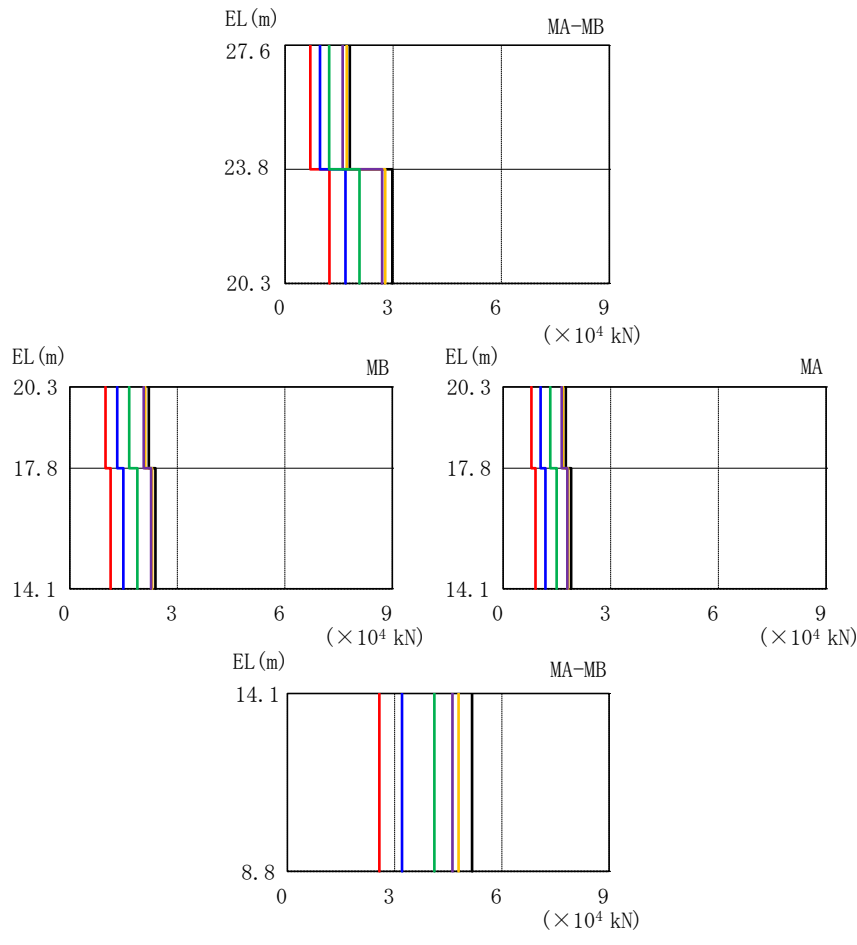 EL(m) MA-MB
27.6
23.8
20.3
0 3 6 9
(×10⁴ kN)
EL(m) MB
20.3
17.8
14.1
0 3 6 9
(×10⁴ kN)
EL(m) MA
20.3
17.8
14.1
0 3 6 9
(×10⁴ kN)
EL(m) MA-MB
14.1
8.8
0 3 6 9
(×10⁴ kN)